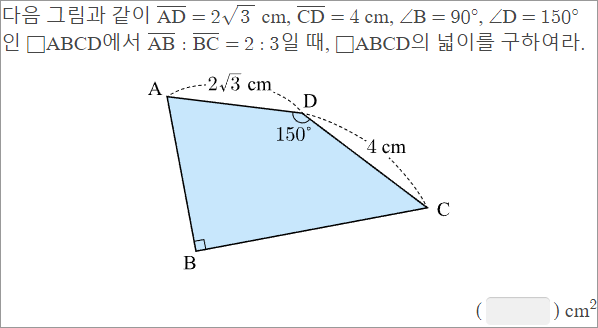 다음 그림과 같이 AD = 2√3 cm, CD = 4 cm, ∠B = 90°, ∠D = 150°
인 □ABCD에서 AB : BC = 2 : 3일 때, □ABCD의 넓이를 구하여라.
A
2√3 cm
D
150°
4 cm
C
B
( ) cm²